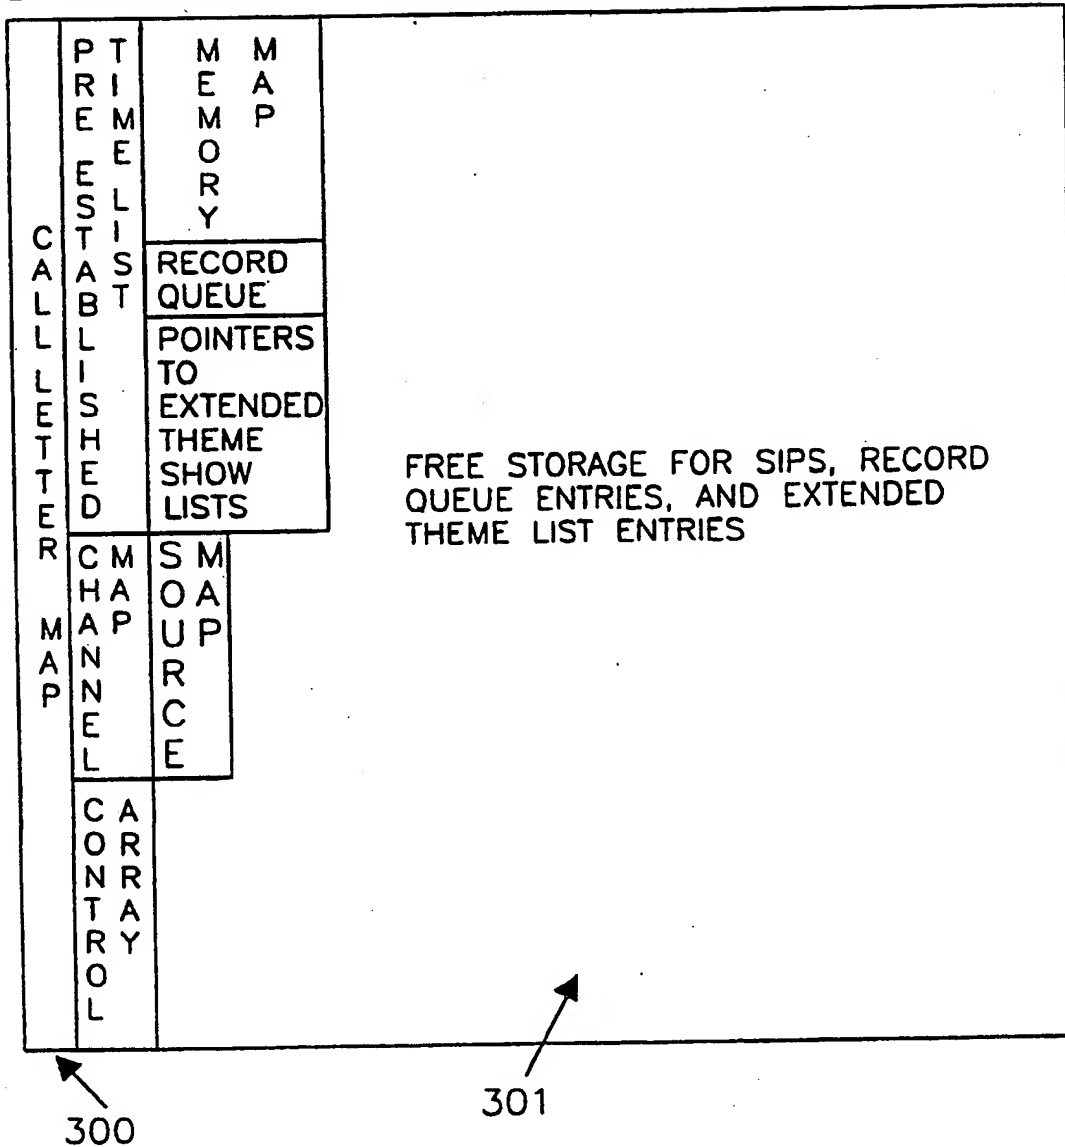 CALL LETTER MAP
PRE ESTABLISHED
TIME LIST
MEMORY
MAP
RECORD
QUEUE
POINTERS
TO
EXTENDED
THEME
SHOW
LISTS
CHANNEL
MAP
SOURCE
MAP
CONTROL
ARRAY
FREE STORAGE FOR SIPS, RECORD
QUEUE ENTRIES, AND EXTENDED
THEME LIST ENTRIES
300
301